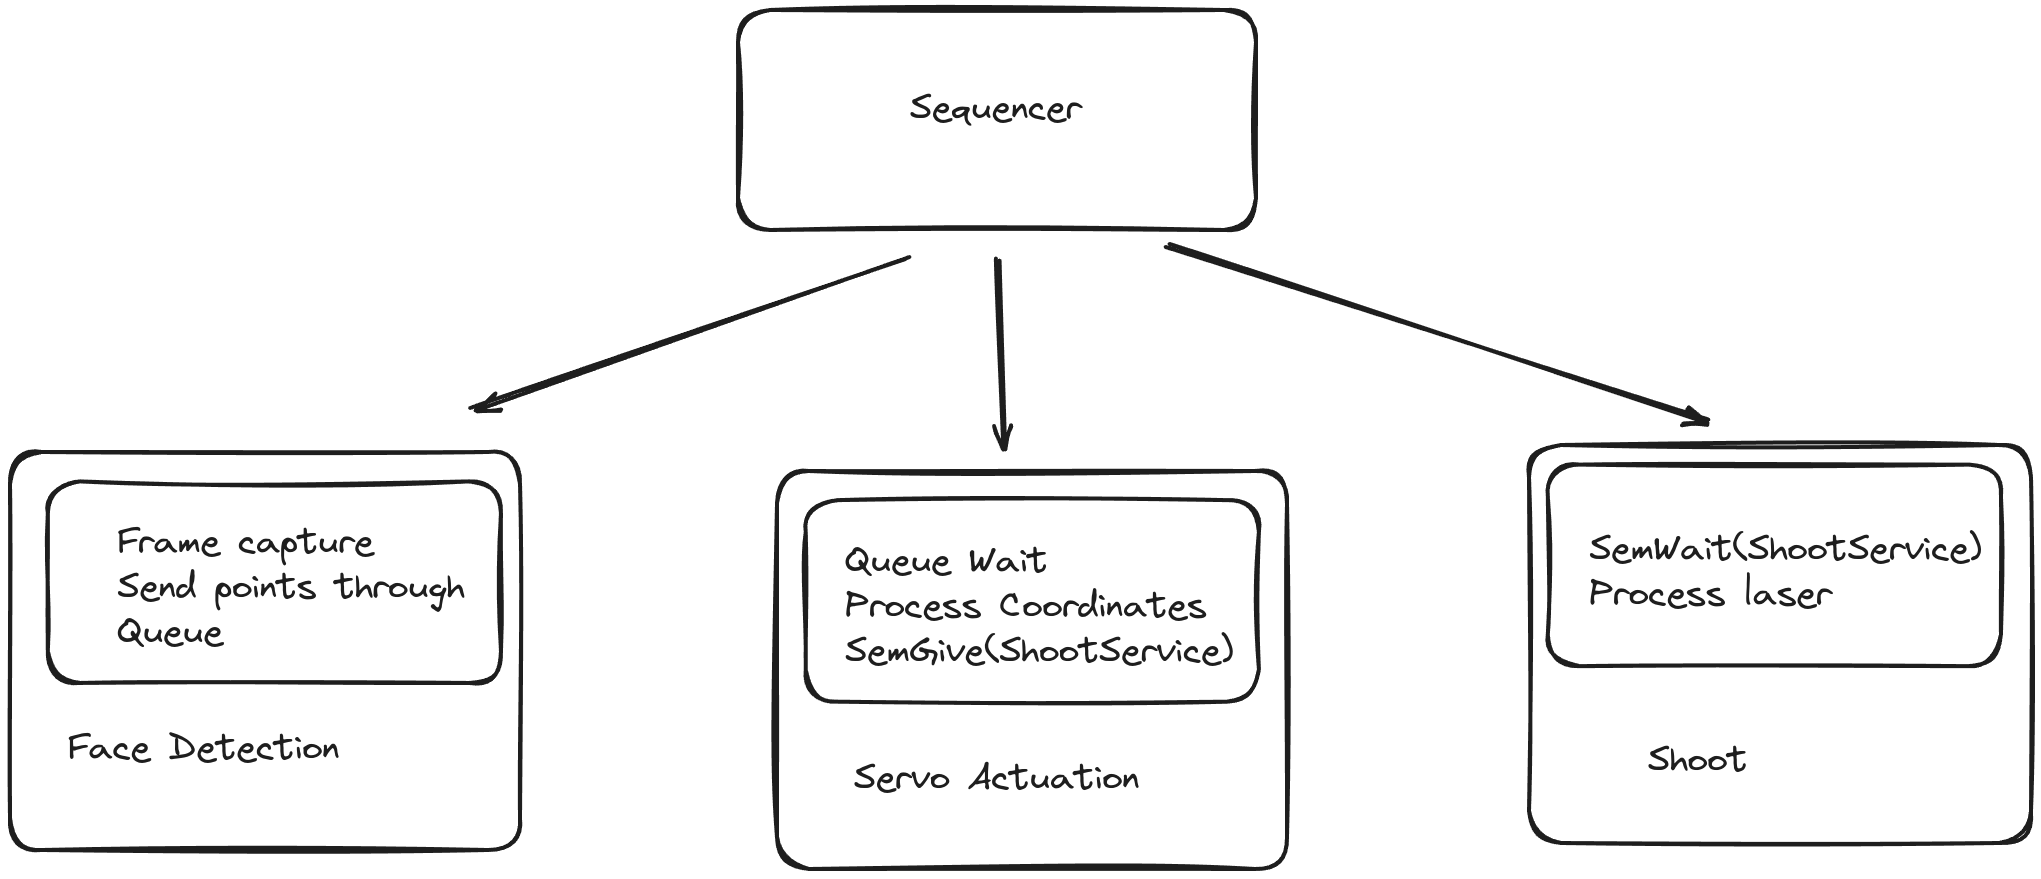 Sequencer
Frame capture
Send points through
Queue
Face Detection
Queue Wait
Process Coordinates
SemGive(ShootService)
Servo Actuation
SemWait(ShootService)
Process laser
Shoot